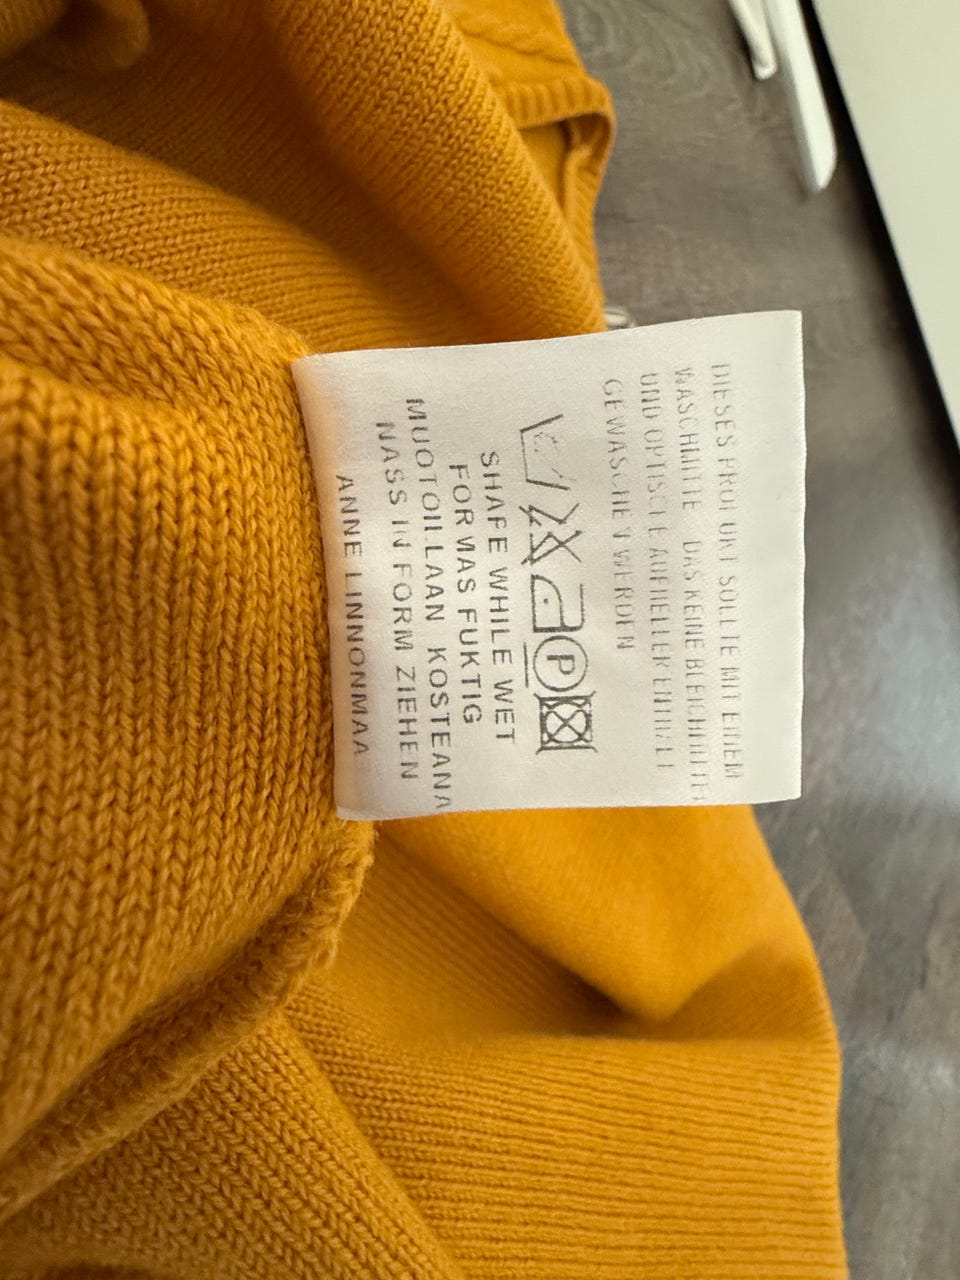 DIESES PRODUKT SOLLTE MIT EINEM
WASCHMITTE DAS KEINE BLEICHMITTEL
UND OPTISCHE AUFHELLER ENTHÄLT
GEWASCHEN WERDEN
P
SHAPE WHILE WET
FORMAS FUKTIG
MUOTOILLAAN KOSTEANA
NASS IN FORM ZIEHEN
ANNE LINNONMAA